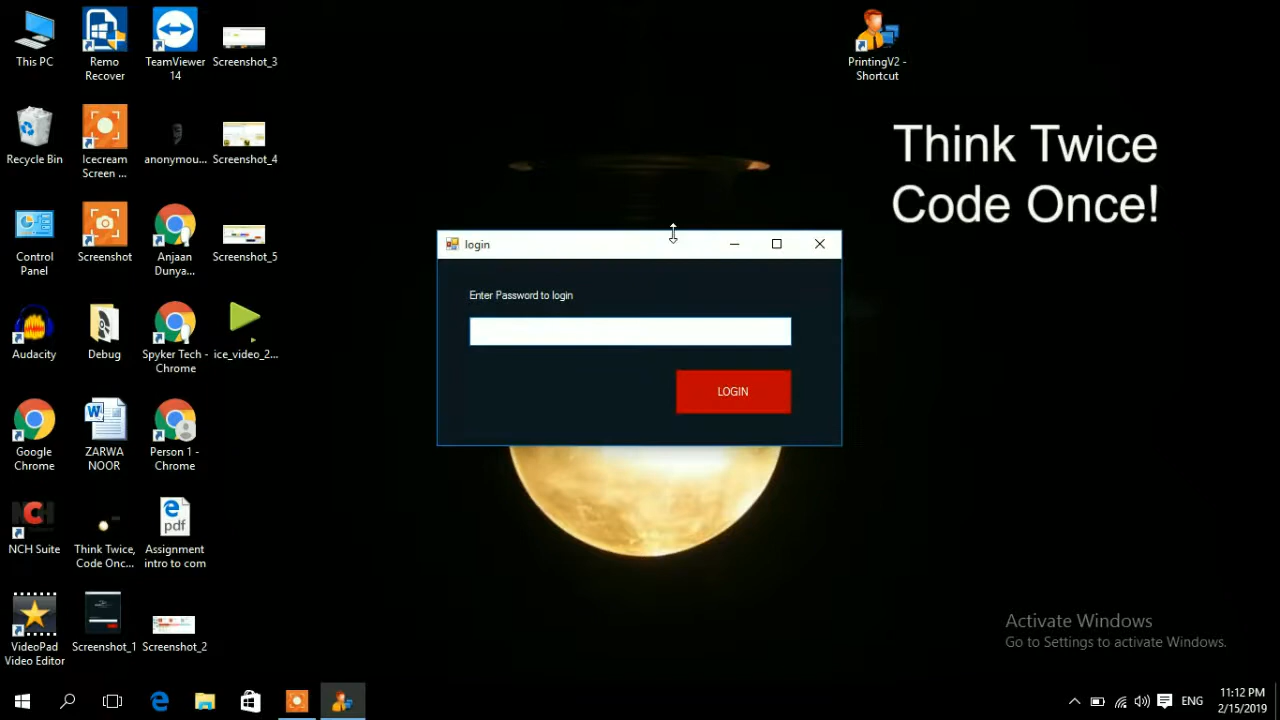 This PC
Remo
Recover
TeamViewer
14
Screenshot_3
PrintingV2 -
Shortcut
Recycle Bin
Icecream
Screen ...
anonymou...
Screenshot_4
Think Twice
Code Once!
Control
Panel
Screenshot
Anjaan
Dunya...
Screenshot_5
login
Enter Password to login
LOGIN
Audacity
Debug
Spyker Tech -
Chrome
ice_video_2...
Google
Chrome
W
ZARWA
NOOR
Person 1 -
Chrome
NCH
NCH Suite
Think Twice,
Code Onc...
pdf
Assignment
intro to com
VideoPad
Video Editor
Screenshot_1
Screenshot_2
Activate Windows
Go to Settings to activate Windows.
ENG
11:12 PM
2/15/2019